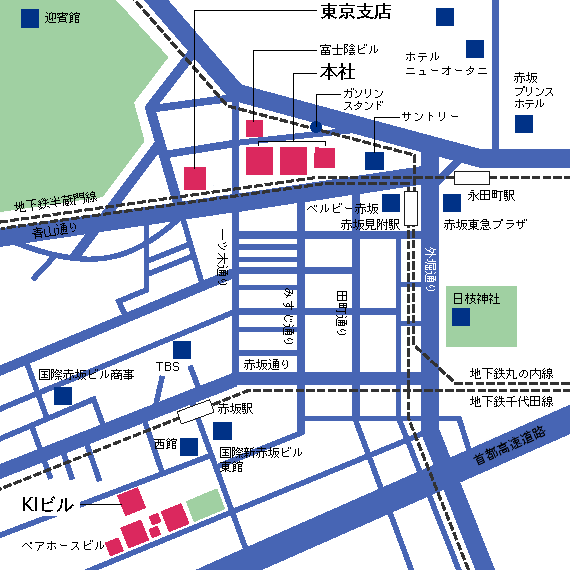 迎賓館
東京支店
富士陰ビル
本社
ガソリン
スタンド
サントリー
ホテル
ニューオータニ
赤坂
プリンス
ホテル
地下鉄半蔵門線
青山通り
永田町駅
ベルビー赤坂
赤坂見附駅
赤坂東急プラザ
一ツ木通り
みすじ通り
田町通り
外堀通り
日枝神社
TBS
赤坂通り
国際赤坂ビル商事
地下鉄丸の内線
地下鉄千代田線
赤坂駅
西館
国際新赤坂ビル
東館
首都高速道路
KIビル
ペアホースビル